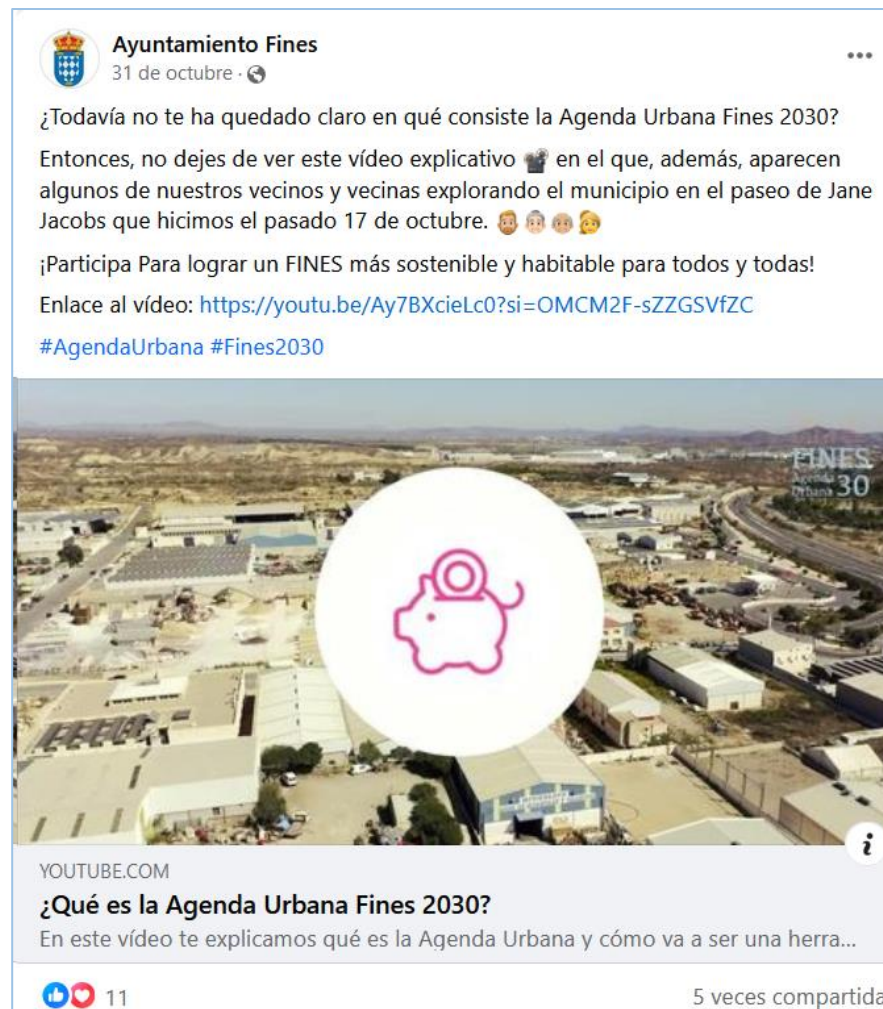 Ayuntamiento Fines
31 de octubre ·
¿Todavía no te ha quedado claro en qué consiste la Agenda Urbana Fines 2030?
Entonces, no dejes de ver este vídeo explicativo 📽️ en el que, además, aparecen
algunos de nuestros vecinos y vecinas explorando el municipio en el paseo de Jane
Jacobs que hicimos el pasado 17 de octubre. 🧔🏼👵🏻👴🏼👩🏼
¡Participa Para lograr un FINES más sostenible y habitable para todos y todas!
Enlace al vídeo: https://youtu.be/Ay7BXcieLc0?si=OMCM2F-sZZGSVfZC
#AgendaUrbana #Fines2030
FINES
Agenda
Urbana 30
YOUTUBE.COM
¿Qué es la Agenda Urbana Fines 2030?
En este vídeo te explicamos qué es la Agenda Urbana y cómo va a ser una herra...
11
5 veces compartida